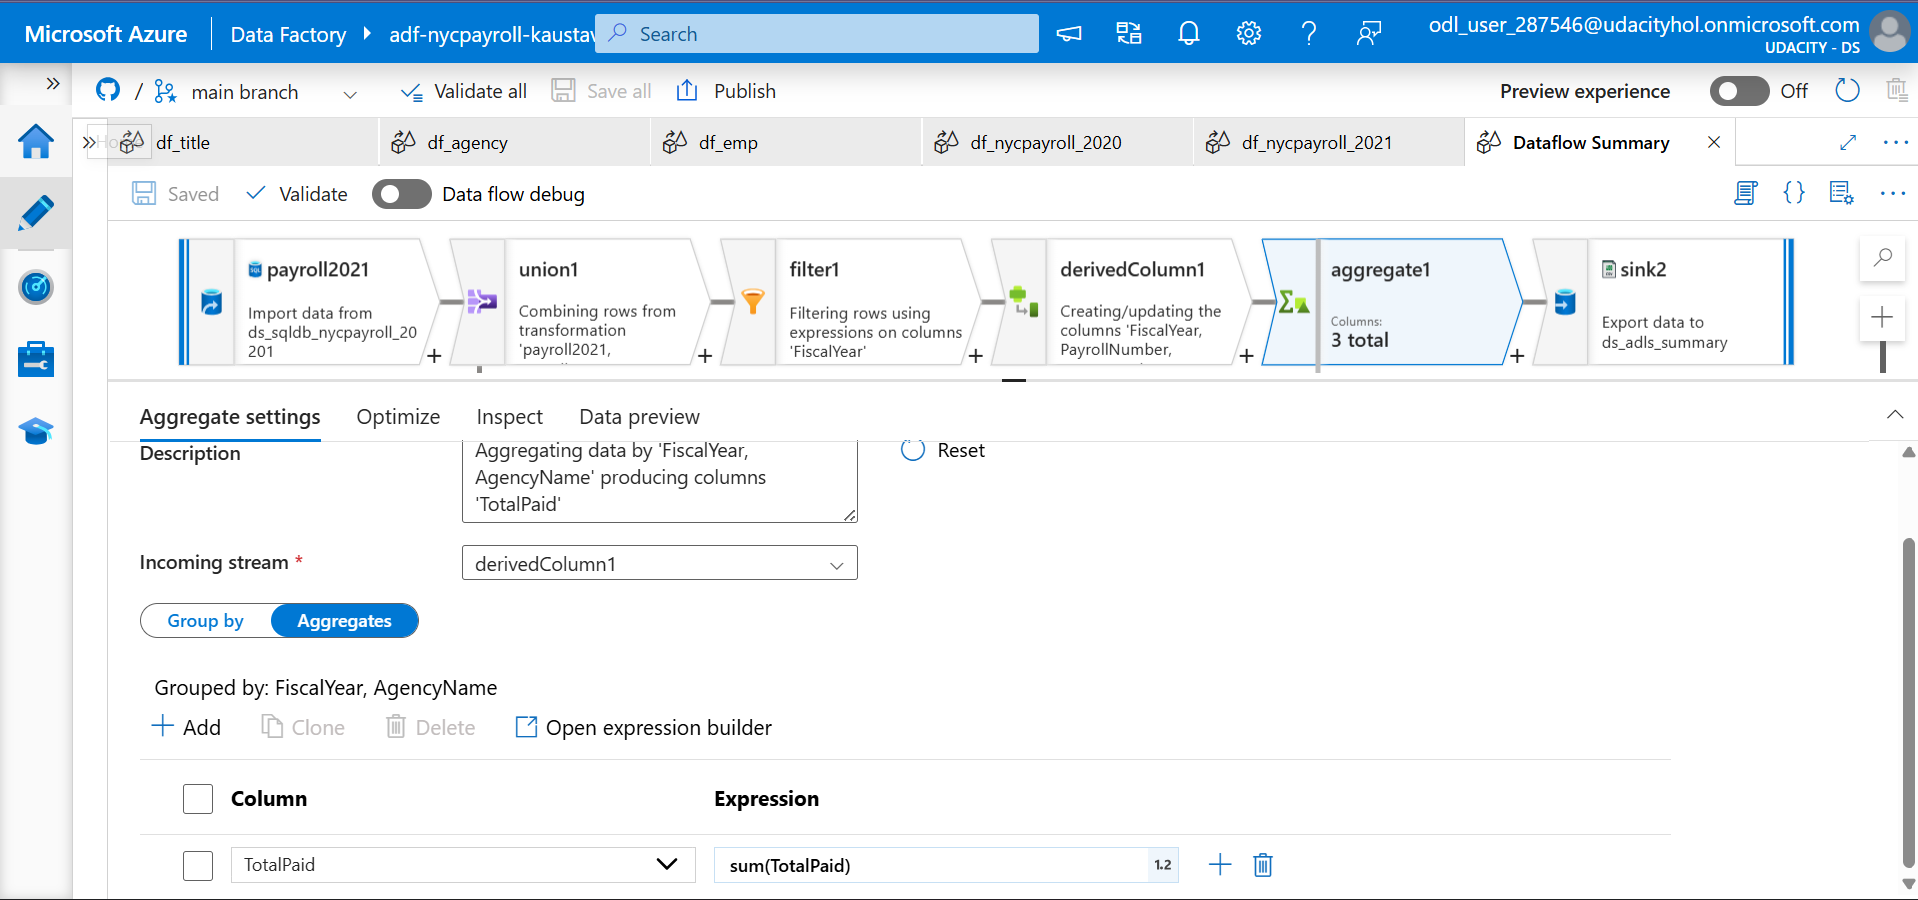 Microsoft Azure
Data Factory
adf-nycpayroll-kaustav
Search
odl_user_287546@udacityhol.onmicrosoft.com
UDACITY - DS
/
main branch
Validate all
Save all
Publish
Preview experience
Off
df_title
df_agency
df_emp
df_nycpayroll_2020
df_nycpayroll_2021
Dataflow Summary
Saved
Validate
Data flow debug
payroll2021
Import data from
ds_sqldb_nycpayroll_20
201
union1
Combining rows from
transformation
'payroll2021,
filter1
Filtering rows using
expressions on columns
'FiscalYear'
derivedColumn1
Creating/updating the
columns 'FiscalYear,
PayrollNumber,
aggregate1
Columns:
3 total
sink2
Export data to
ds_adls_summary
Aggregate settings
Optimize
Inspect
Data preview
Description
Aggregating data by 'FiscalYear,
AgencyName' producing columns
'TotalPaid'
Reset
Incoming stream *
derivedColumn1
Group by
Aggregates
Grouped by: FiscalYear, AgencyName
Add
Clone
Delete
Open expression builder
Column
Expression
TotalPaid
sum(TotalPaid)
1.2